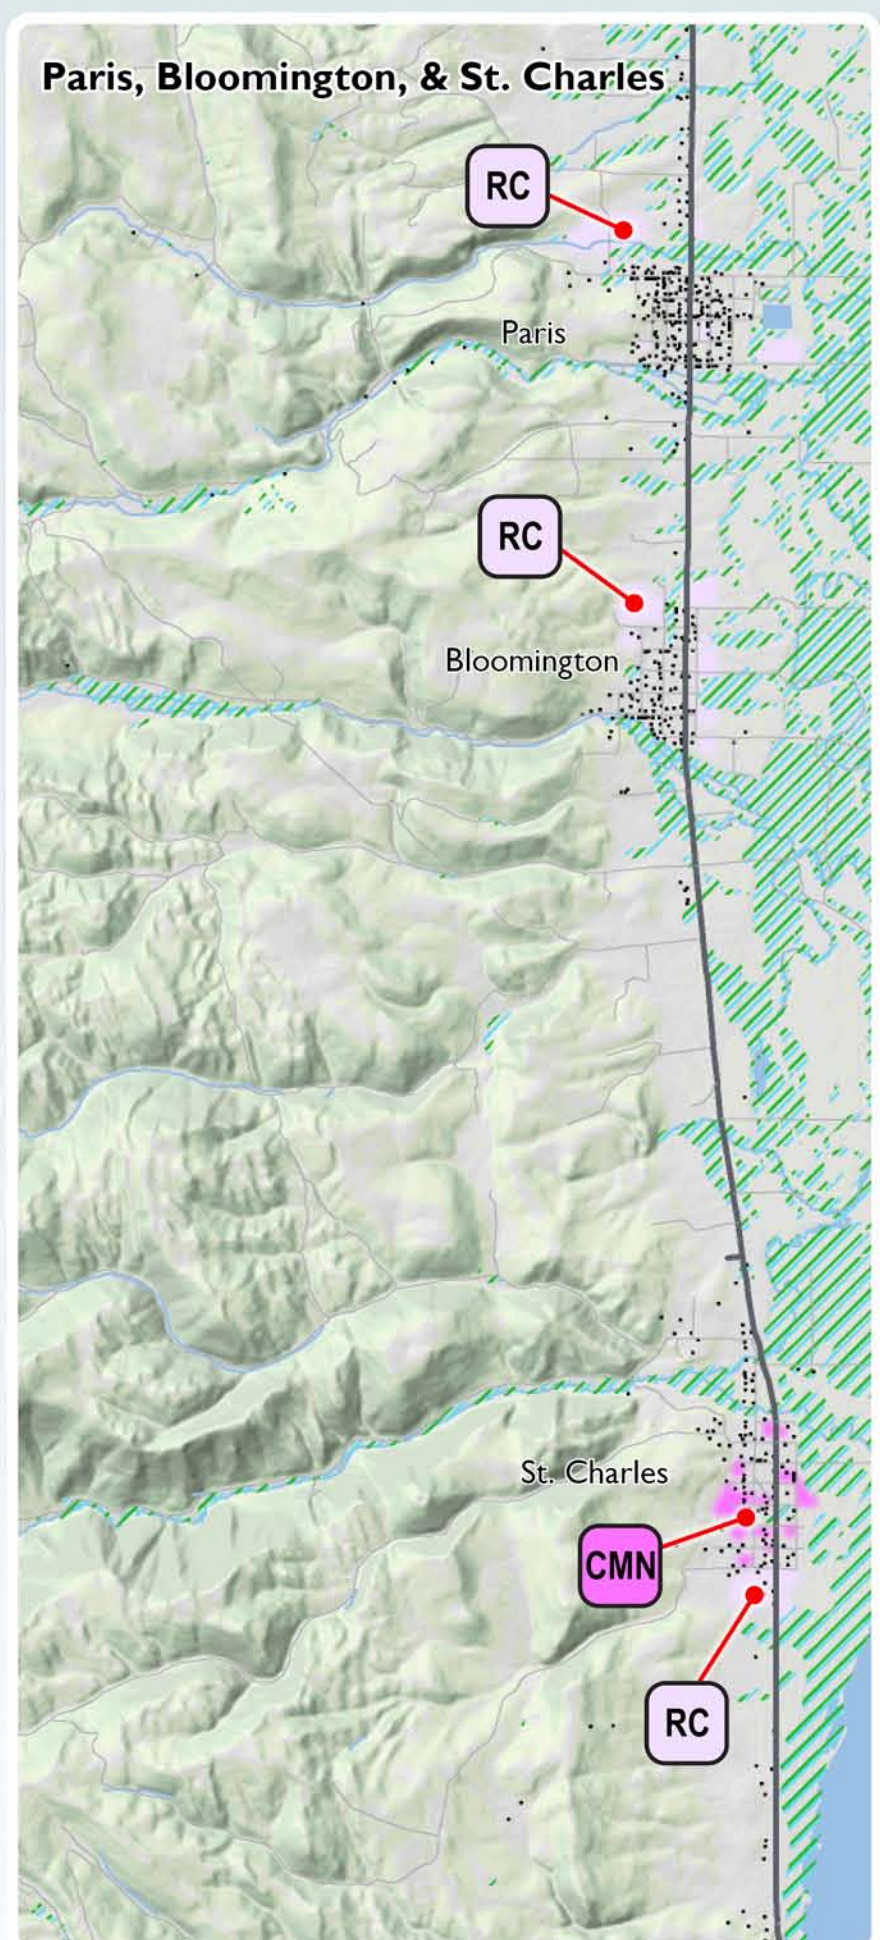 Paris, Bloomington, & St. Charles
RC
Paris
RC
Bloomington
St. Charles
CMN
RC